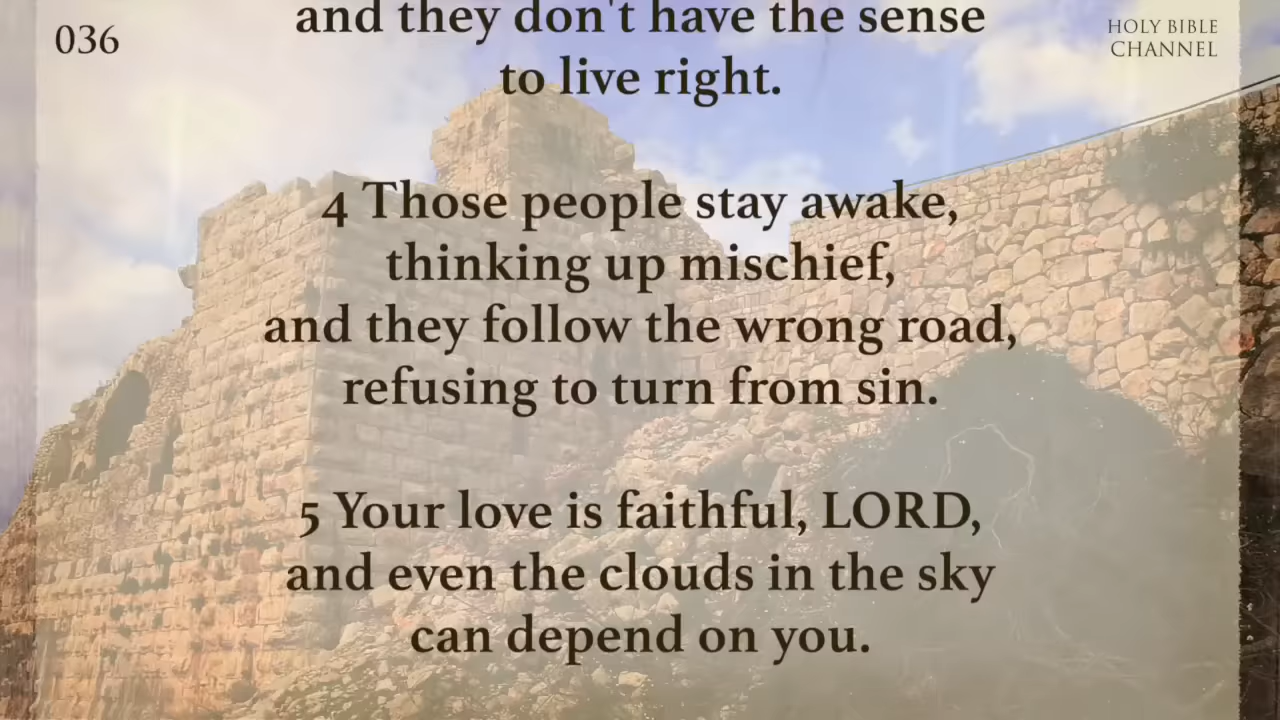 036
HOLY BIBLE
CHANNEL
and they don't have the sense
to live right.
4 Those people stay awake,
thinking up mischief,
and they follow the wrong road,
refusing to turn from sin.
5 Your love is faithful, LORD,
and even the clouds in the sky
can depend on you.